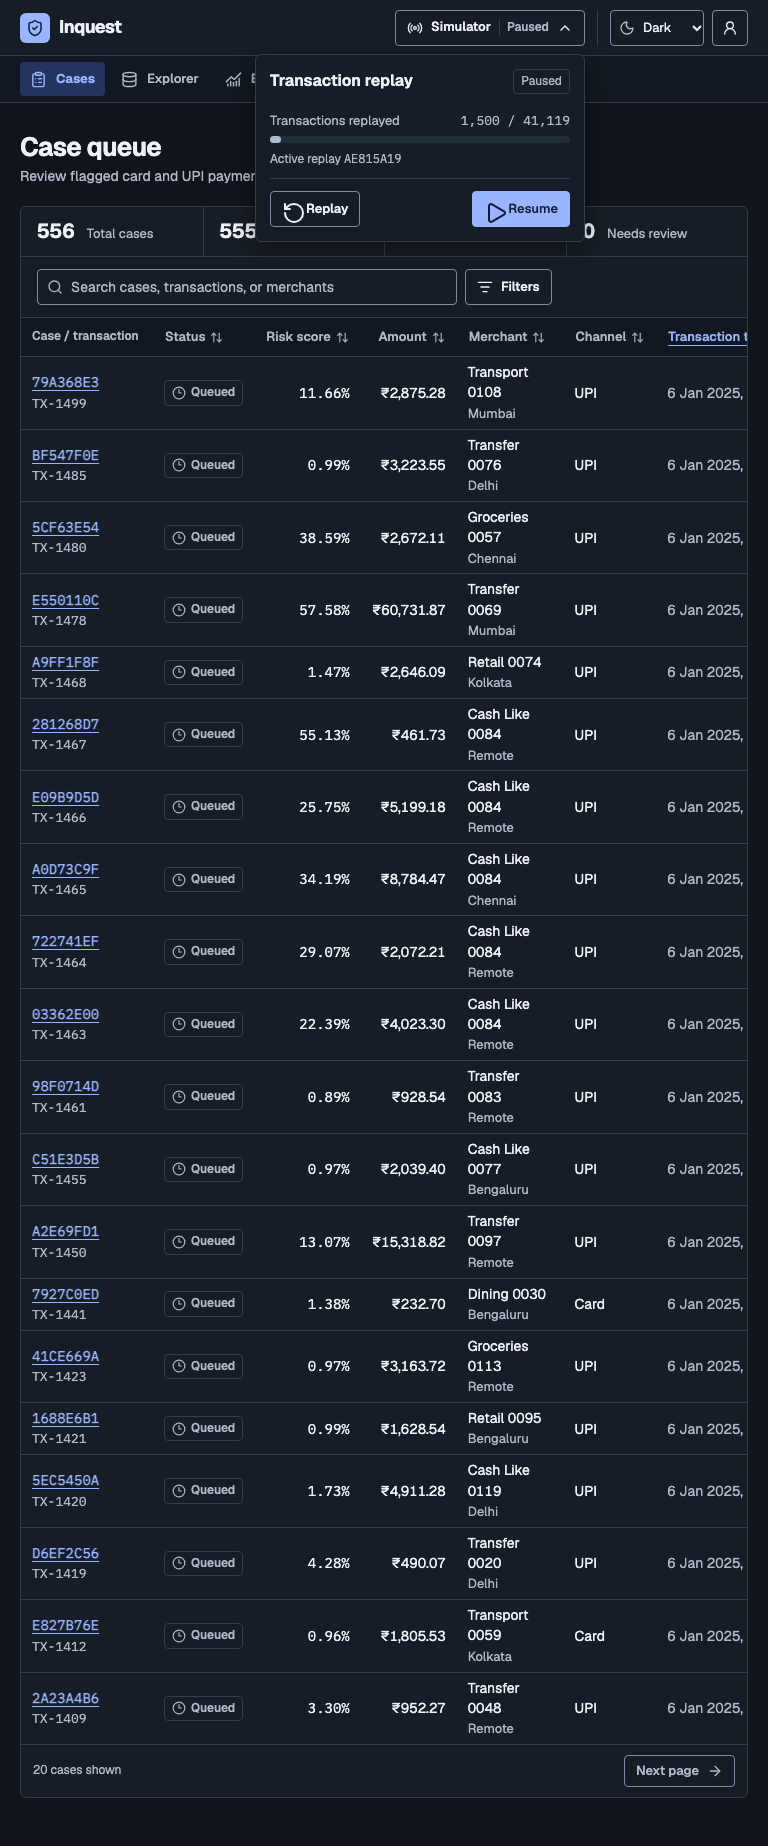 Inquest
Simulator Paused
Dark
Cases
Explorer
Transaction replay
Paused
Transactions replayed 1,500 / 41,119
Active replay AE815A19
Replay
Resume
Case queue
Review flagged card and UPI
556 Total cases
555
0 Needs review
Search cases, transactions, or merchants
Filters
Case / transaction Status Risk score Amount Merchant Channel Transaction
79A368E3
TX-1499
Queued 11.66% ₹2,875.28
Transport
0108
Mumbai
UPI 6 Jan 2025,
BF547F0E
TX-1485
Queued 0.99% ₹3,223.55
Transfer
0076
Delhi
UPI 6 Jan 2025,
5CF63E54
TX-1480
Queued 38.59% ₹2,672.11
Groceries
0057
Chennai
UPI 6 Jan 2025,
E550110C
TX-1478
Queued 57.58% ₹60,731.87
Transfer
0069
Mumbai
UPI 6 Jan 2025,
A9FF1F8F
TX-1468
Queued 1.47% ₹2,646.09
Retail 0074
Kolkata
UPI 6 Jan 2025,
281268D7
TX-1467
Queued 55.13% ₹461.73
Cash Like
0084
Remote
UPI 6 Jan 2025,
E09B9D5D
TX-1466
Queued 25.75% ₹5,199.18
Cash Like
0084
Remote
UPI 6 Jan 2025,
A0D73C9F
TX-1465
Queued 34.19% ₹8,784.47
Cash Like
0084
Chennai
UPI 6 Jan 2025,
722741EF
TX-1464
Queued 29.07% ₹2,072.21
Cash Like
0084
Remote
UPI 6 Jan 2025,
03362E00
TX-1463
Queued 22.39% ₹4,023.30
Cash Like
0084
Remote
UPI 6 Jan 2025,
98F0714D
TX-1461
Queued 0.89% ₹928.54
Transfer
0083
Remote
UPI 6 Jan 2025,
C51E3D5B
TX-1455
Queued 0.97% ₹2,039.40
Cash Like
0077
Bengaluru
UPI 6 Jan 2025,
A2E69FD1
TX-1450
Queued 13.07% ₹15,318.82
Transfer
0097
Remote
UPI 6 Jan 2025,
7927C0ED
TX-1441
Queued 1.38% ₹232.70
Dining 0030
Bengaluru
Card 6 Jan 2025,
41CE669A
TX-1423
Queued 0.97% ₹3,163.72
Groceries
0113
Remote
UPI 6 Jan 2025,
1688E6B1
TX-1421
Queued 0.99% ₹1,628.54
Retail 0095
Bengaluru
UPI 6 Jan 2025,
5EC5450A
TX-1420
Queued 1.73% ₹4,911.28
Cash Like
0119
Delhi
UPI 6 Jan 2025,
D6EF2C56
TX-1419
Queued 4.28% ₹490.07
Transfer
0020
Delhi
UPI 6 Jan 2025,
E827B76E
TX-1412
Queued 0.96% ₹1,805.53
Transport
0059
Kolkata
Card 6 Jan 2025,
2A23A4B6
TX-1409
Queued 3.30% ₹952.27
Transfer
0048
Remote
UPI 6 Jan 2025,
20 cases shown
Next page